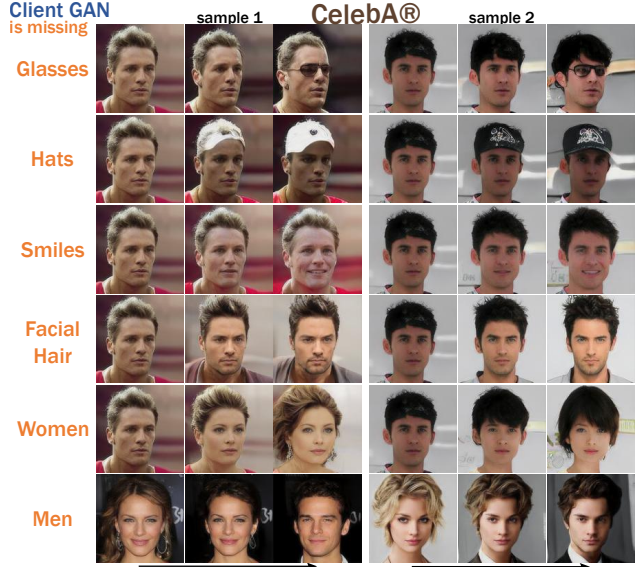 Client GAN
is missing
sample 1
CelebA®
sample 2
Glasses
Hats
Smiles
Facial
Hair
Women
Men